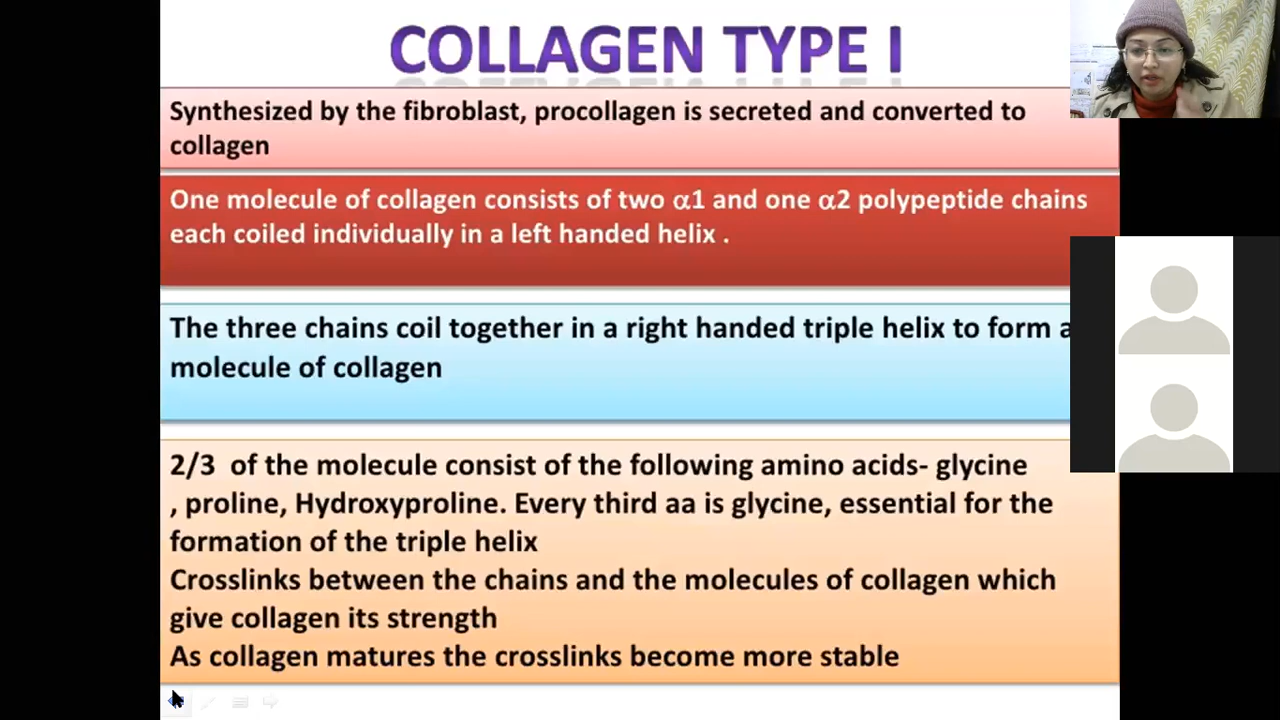 COLLAGEN TYPE I
Synthesized by the fibroblast, procollagen is secreted and converted to
collagen
One molecule of collagen consists of two α1 and one α2 polypeptide chains
each coiled individually in a left handed helix .
The three chains coil together in a right handed triple helix to form a
molecule of collagen
2/3 of the molecule consist of the following amino acids- glycine
, proline, Hydroxyproline. Every third aa is glycine, essential for the
formation of the triple helix
Crosslinks between the chains and the molecules of collagen which
give collagen its strength
As collagen matures the crosslinks become more stable